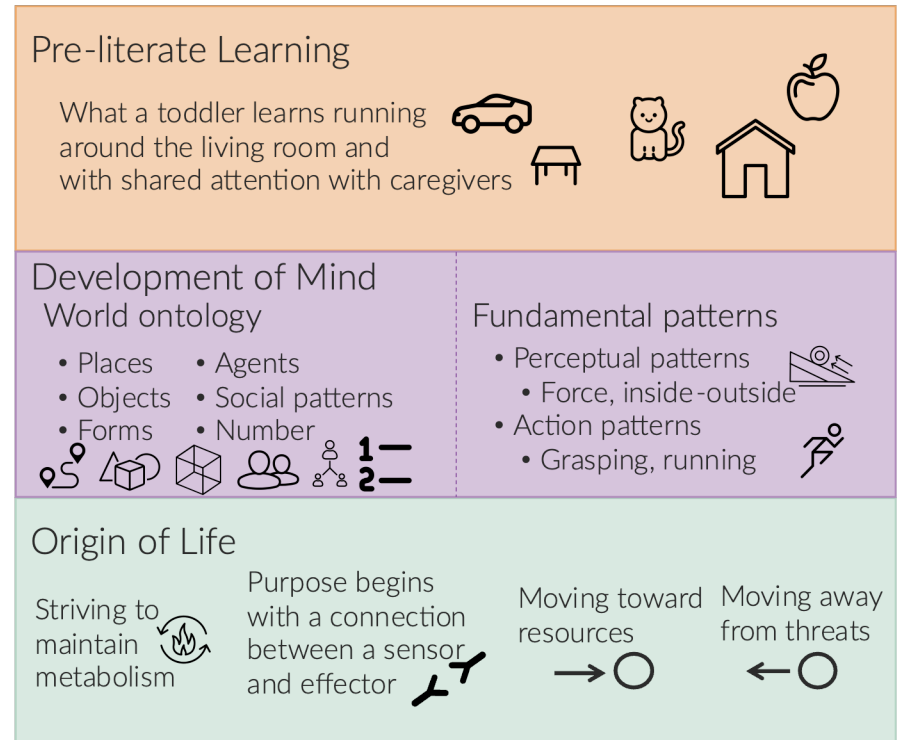 Pre-literate Learning
What a toddler learns running
around the living room and
with shared attention with caregivers
Development of Mind
World ontology
• Places
• Objects
• Forms
• Agents
• Social patterns
• Number
1
2
Fundamental patterns
• Perceptual patterns
• Force, inside-outside
• Action patterns
• Grasping, running
Origin of Life
Striving to
maintain
metabolism
Purpose begins
with a connection
between a sensor
and effector
Moving toward
resources
Moving away
from threats